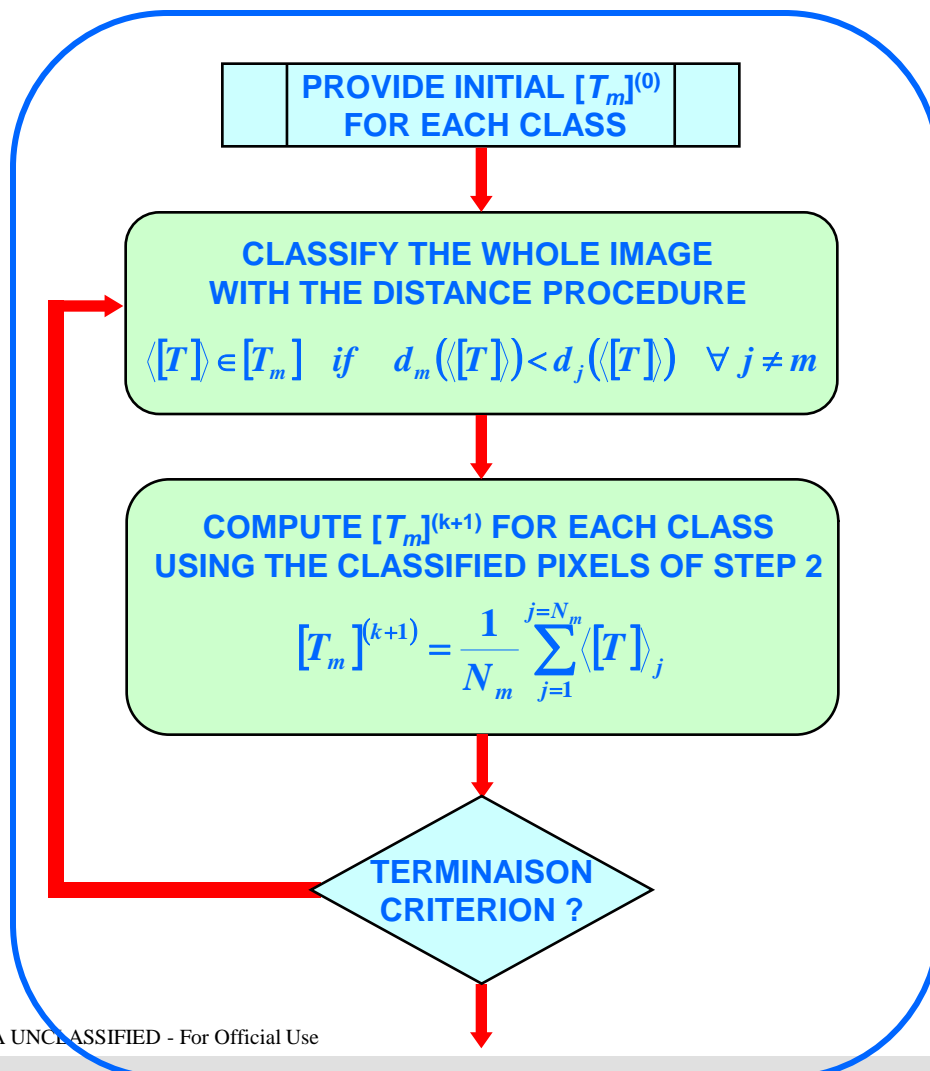 PROVIDE INITIAL [Tm](0)
FOR EACH CLASS
CLASSIFY THE WHOLE IMAGE
WITH THE DISTANCE PROCEDURE
⟨[T]⟩ ∈ [Tm] if dm(⟨[T]⟩) < dj(⟨[T]⟩) ∀ j ≠ m
COMPUTE [Tm](k+1) FOR EACH CLASS
USING THE CLASSIFIED PIXELS OF STEP 2
[Tm](k+1) = 1/Nm ∑j=1j=Nm ⟨[T]⟩j
TERMINAISON
CRITERION ?
A UNCLASSIFIED - For Official Use